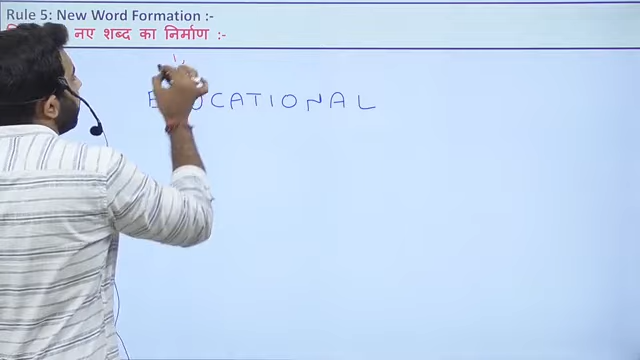 Rule 5: New Word Formation :-
नए शब्द का निर्माण :-
UCATIONAL